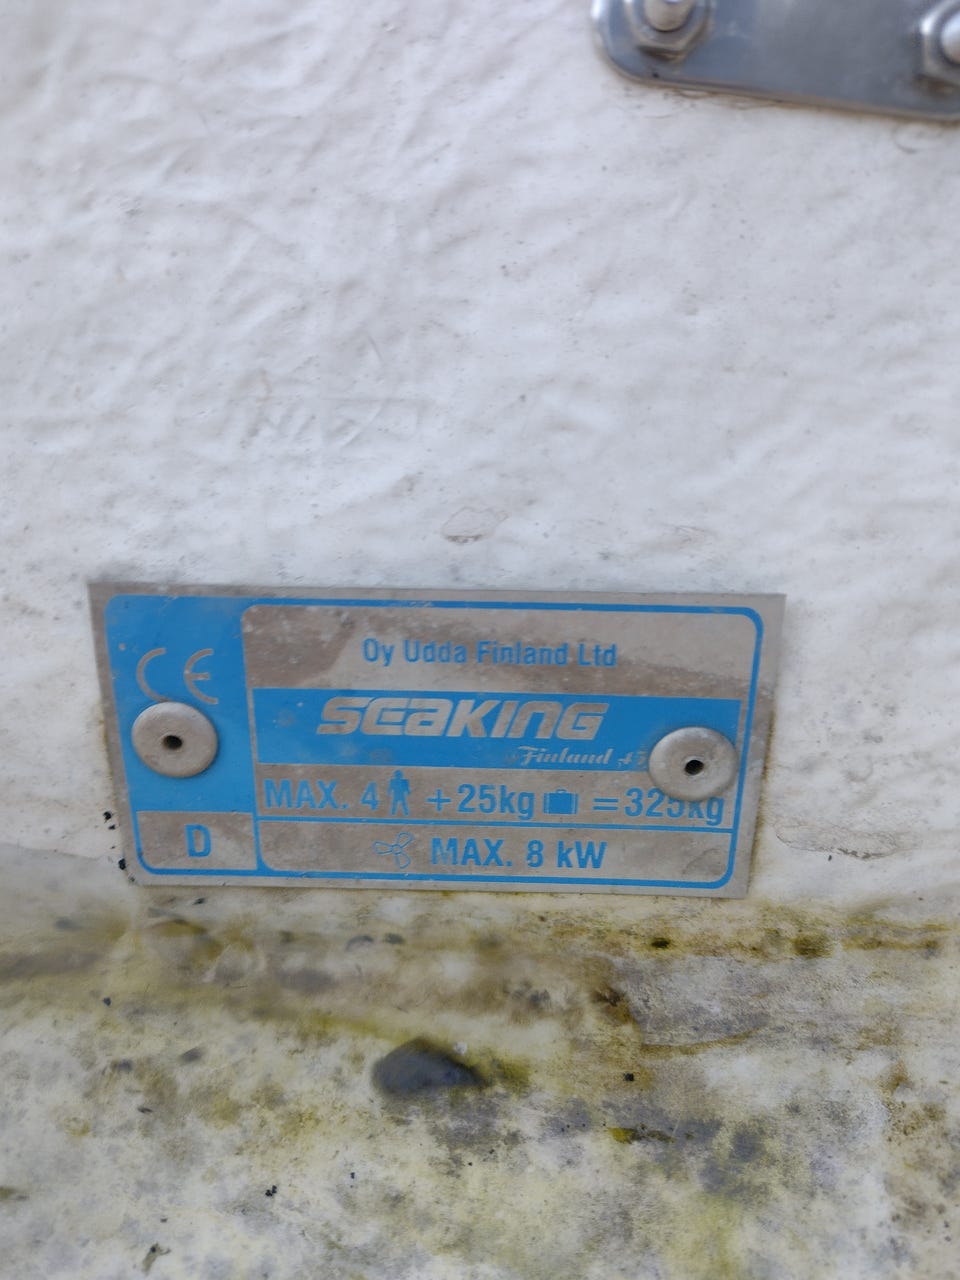 CE
Oy Udda Finland Ltd
SEAKING
Finland
MAX. 4 +25kg =325kg
D
MAX. 8 kW